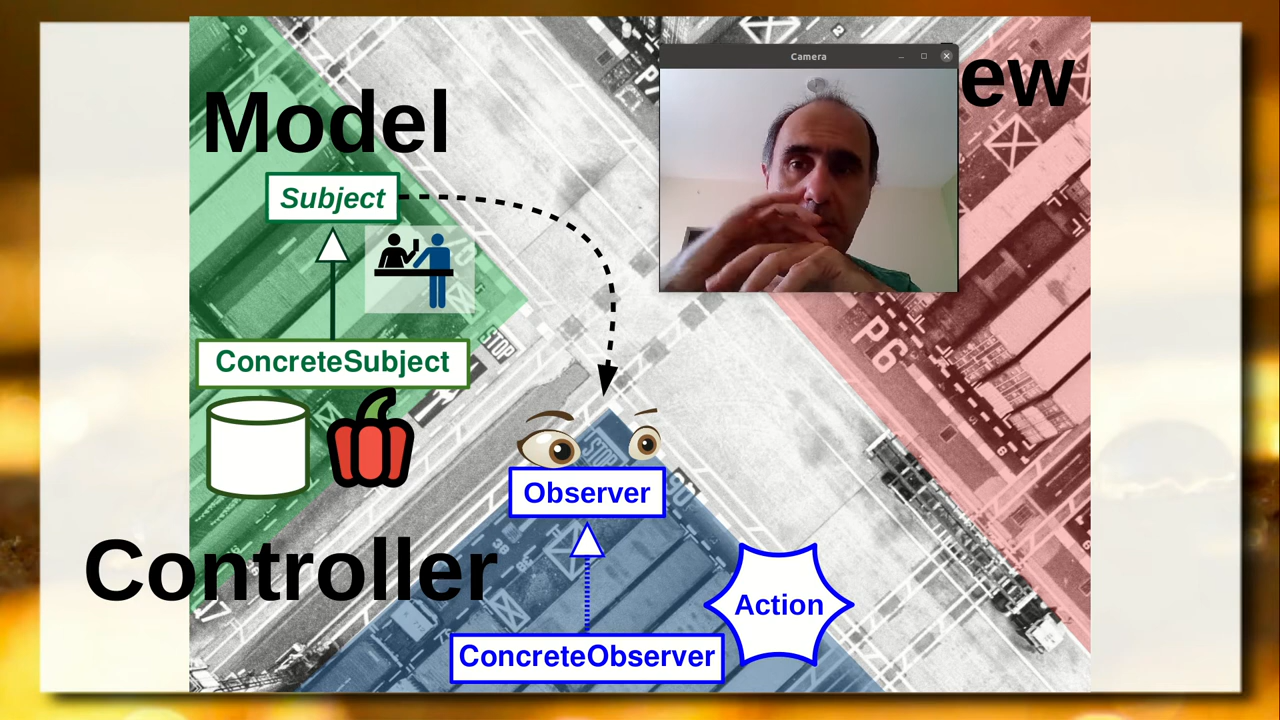 Camera
ew
Model
Subject
P6
STOP
ConcreteSubject
Observer
Controller
Action
ConcreteObserver